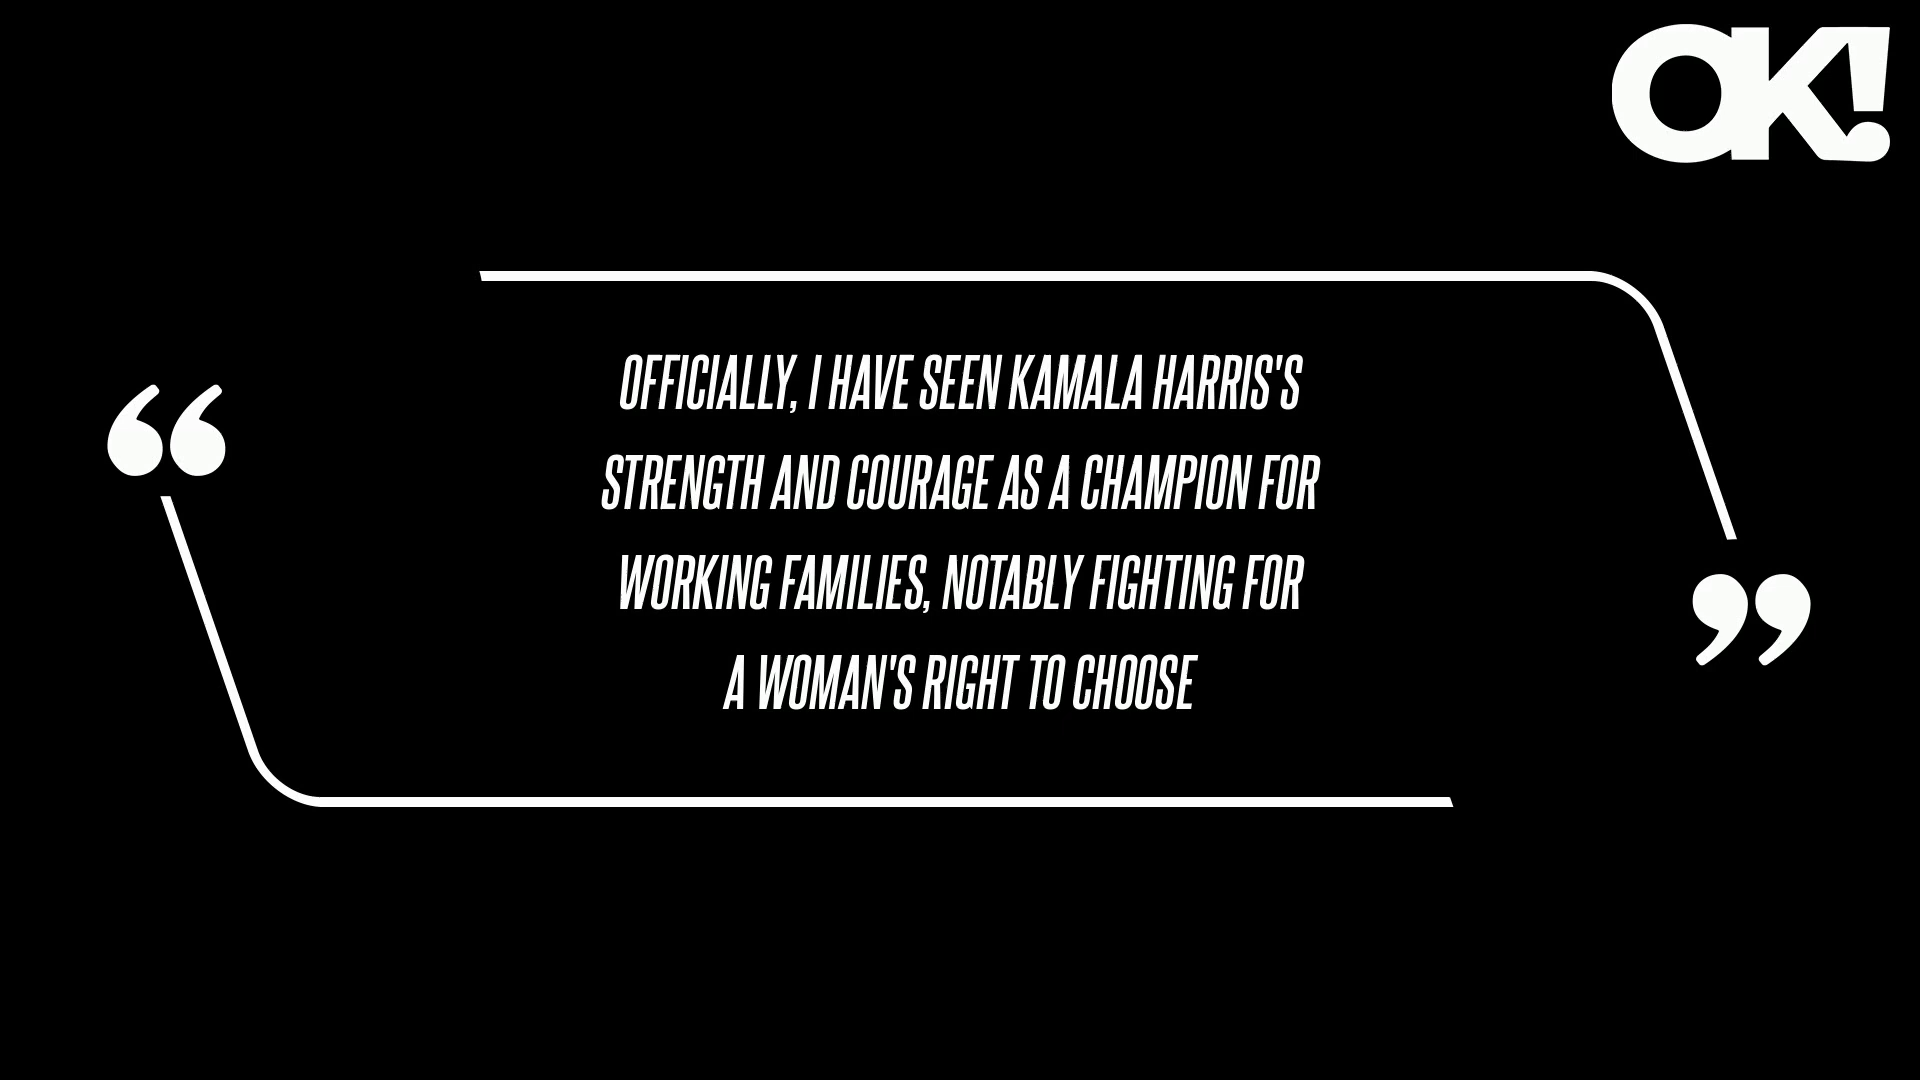 OK!
“
OFFICIALLY, I HAVE SEEN KAMALA HARRIS'S
STRENGTH AND COURAGE AS A CHAMPION FOR
WORKING FAMILIES, NOTABLY FIGHTING FOR
A WOMAN'S RIGHT TO CHOOSE
”